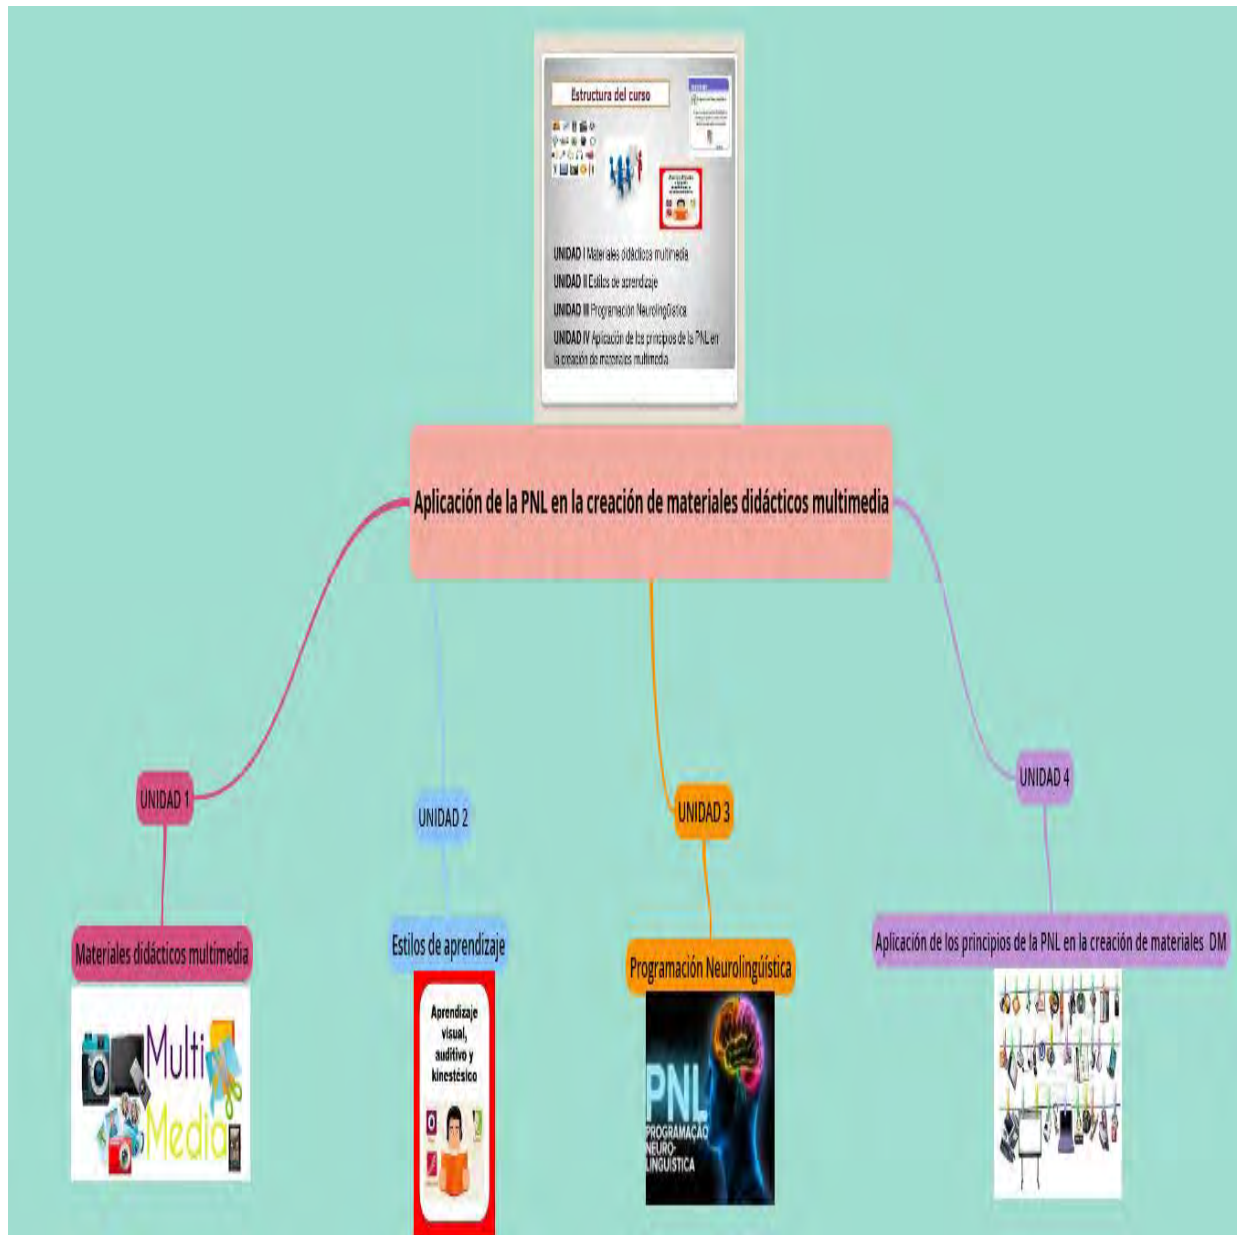 Estructura del curso
UNIDAD I Materiales didácticos multimedia
UNIDAD II Estilos de aprendizaje
UNIDAD III Programación Neurolingüística
UNIDAD IV Aplicación de los principios de la PNL en
la creación de materiales multimedia
Aplicación de la PNL en la creación de materiales didácticos multimedia
UNIDAD 1
UNIDAD 2
UNIDAD 3
UNIDAD 4
Materiales didácticos multimedia
Estilos de aprendizaje
Programación Neurolingüística
Aplicación de los principios de la PNL en la creación de materiales DM
Multi
Media
Aprendizaje
visual,
auditivo y
kinestésico
PNL
PROGRAMAÇÃO
NEURO-
LINGUÍSTICA